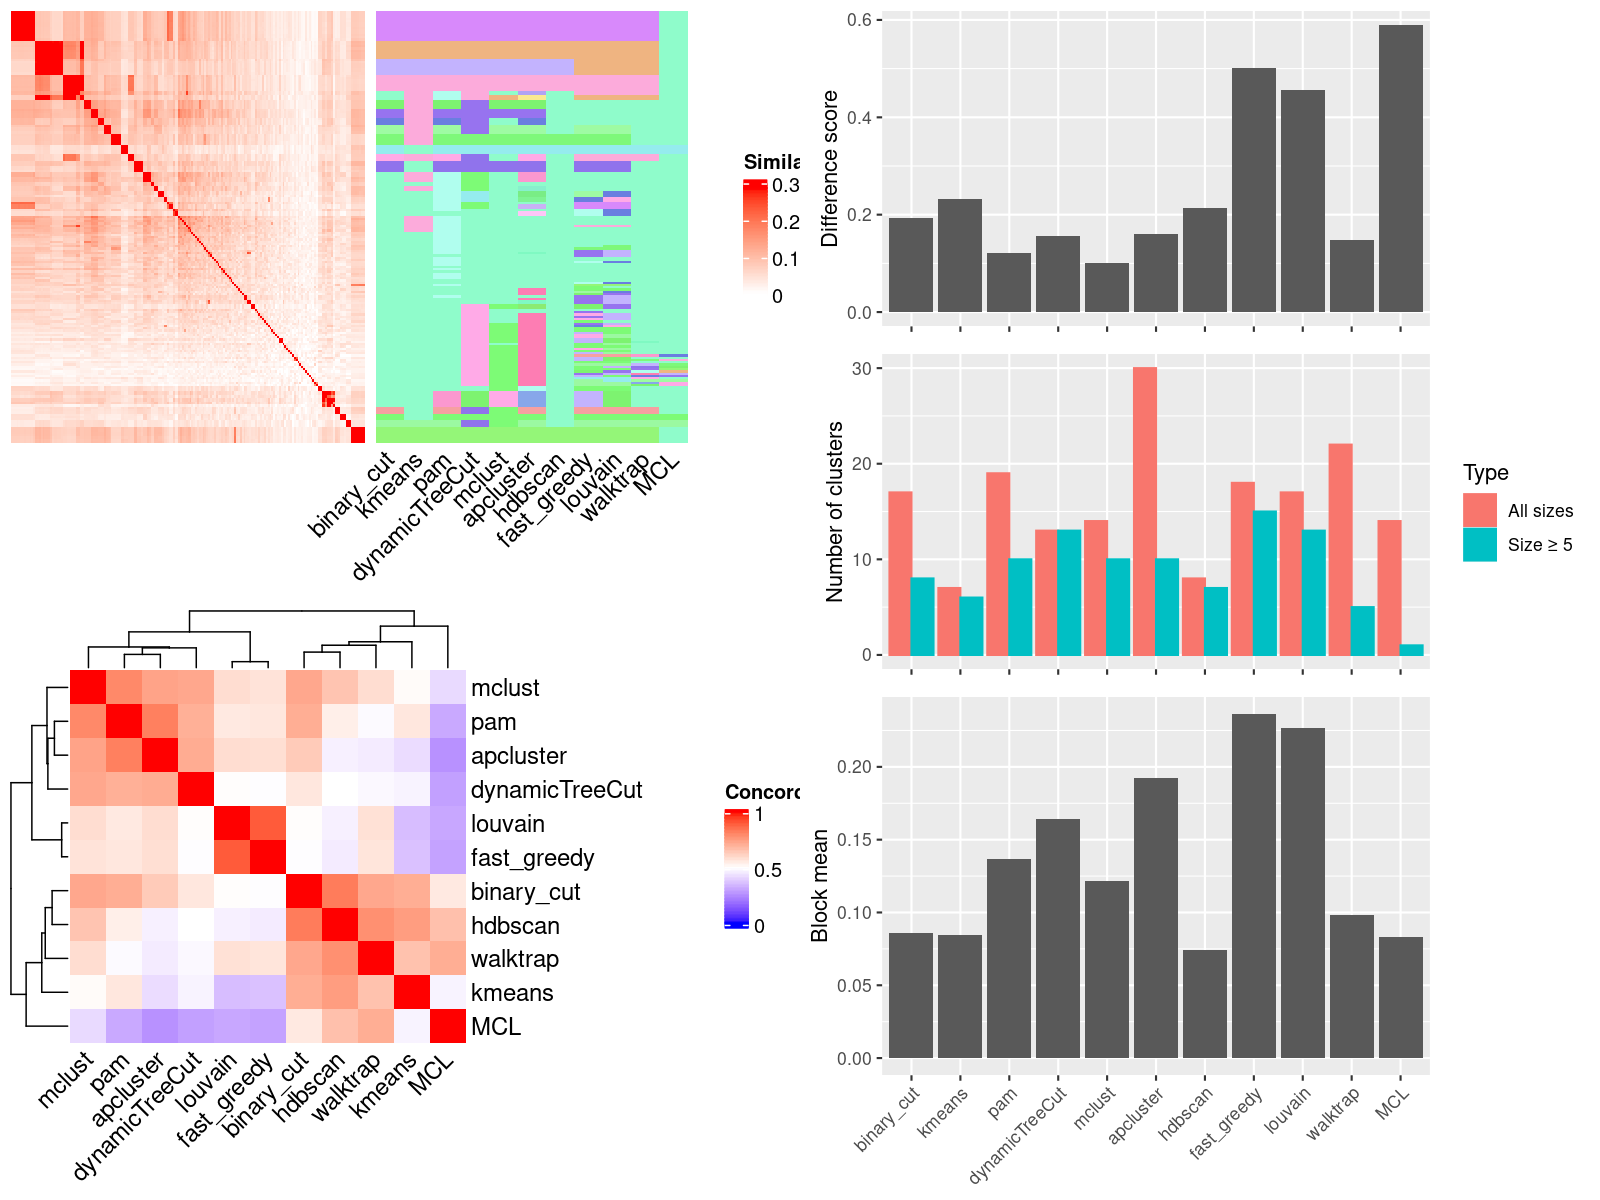 Simila
0.3
0.2
0.1
0
binary_cut
kmeans
pam
dynamicTreeCut
mclust
apcluster
hdbscan
fast_greedy
louvain
walktrap
MCL
mclust
pam
apcluster
dynamicTreeCut
louvain
fast_greedy
binary_cut
hdbscan
walktrap
kmeans
MCL
Concord
1
0.5
0
mclust
pam
apcluster
dynamicTreeCut
louvain
fast_greedy
binary_cut
hdbscan
walktrap
kmeans
MCL
Difference score
0.6
0.4
0.2
0.0
Number of clusters
30
20
10
0
Type
All sizes
Size ≥ 5
Block mean
0.20
0.15
0.10
0.05
0.00
binary_cut
kmeans
pam
dynamicTreeCut
mclust
apcluster
hdbscan
fast_greedy
louvain
walktrap
MCL